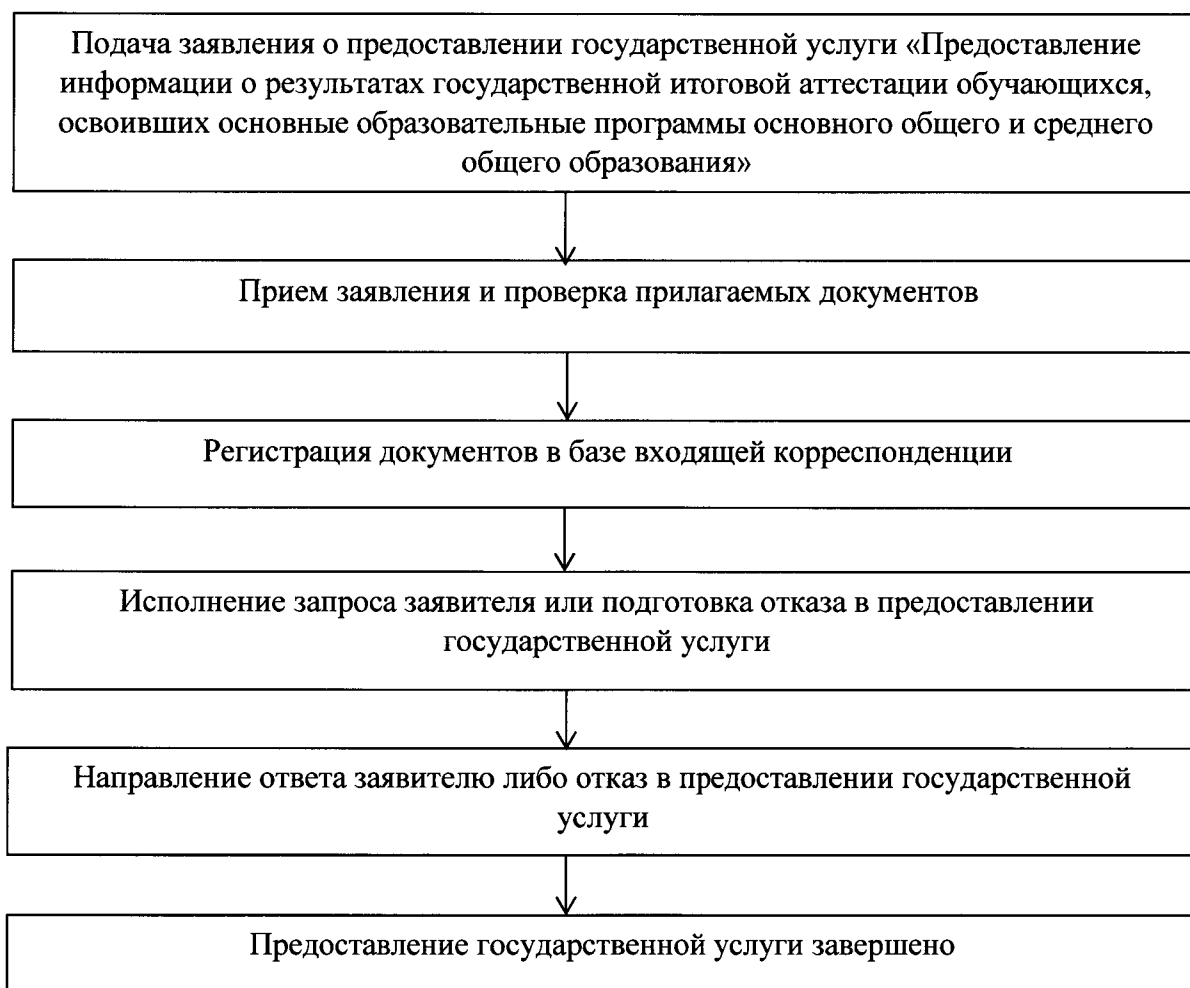 Подача заявления о предоставлении государственной услуги «Предоставление
информации о результатах государственной итоговой аттестации обучающихся,
освоивших основные образовательные программы основного общего и среднего
общего образования»
Прием заявления и проверка прилагаемых документов
Регистрация документов в базе входящей корреспонденции
Исполнение запроса заявителя или подготовка отказа в предоставлении
государственной услуги
Направление ответа заявителю либо отказ в предоставлении государственной
услуги
Предоставление государственной услуги завершено